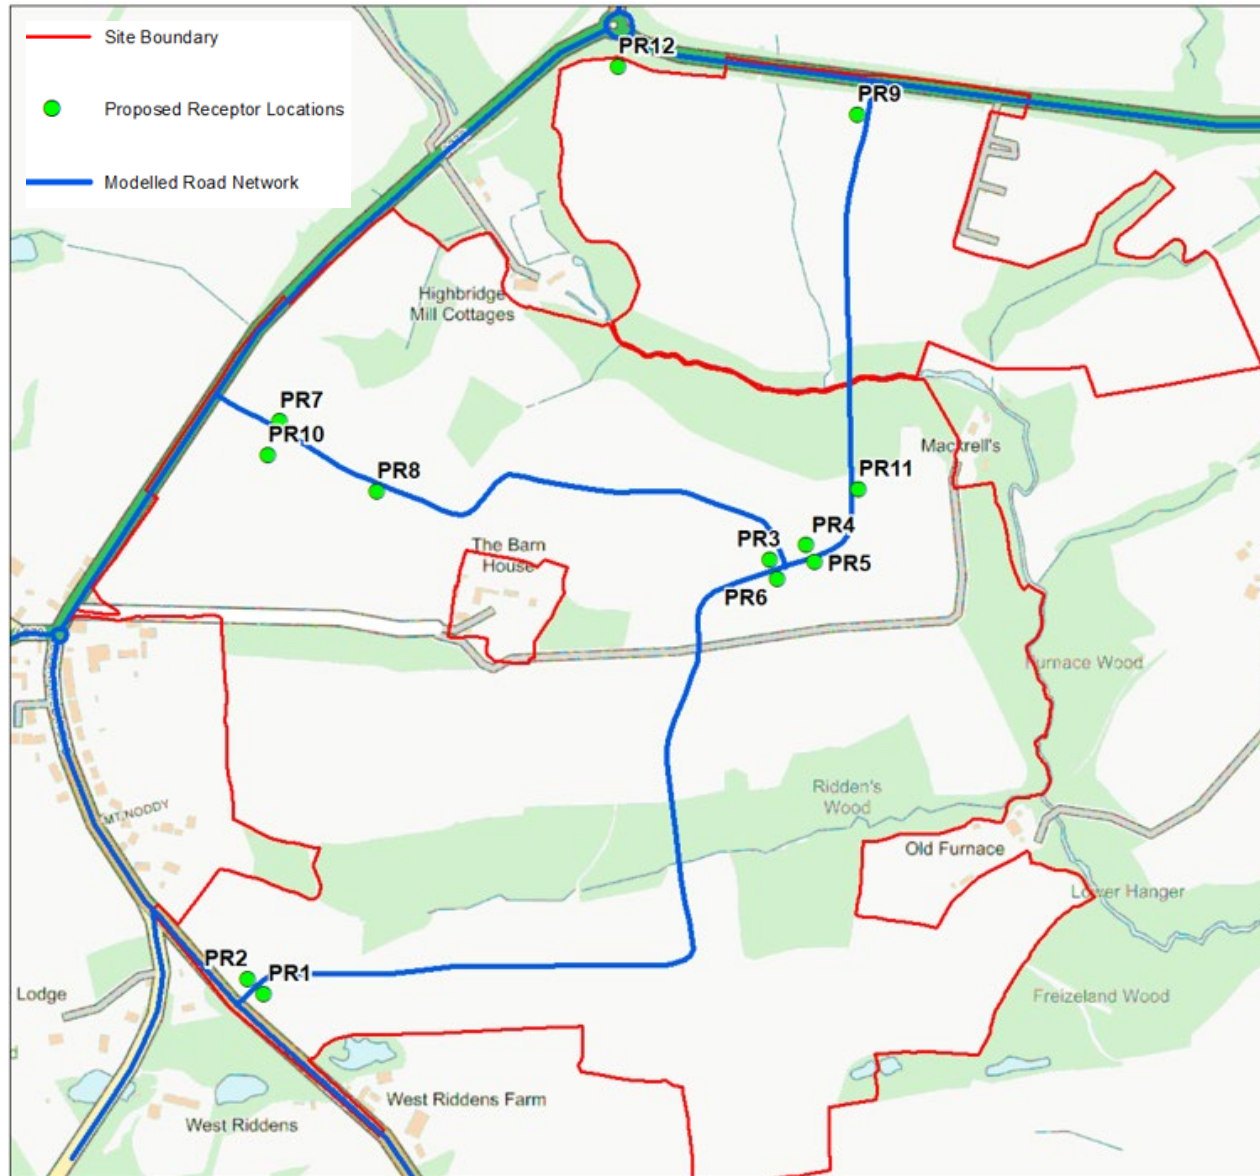 Site Boundary
Proposed Receptor Locations
Modelled Road Network
PR12
PR9
Highbridge
Mill Cottages
PR7
PR10
PR8
Mackrell's
PR11
The Barn
House
PR3
PR4
PR5
PR6
Furnace Wood
Ridden's
Wood
MT NODDY
Old Furnace
Lower Hanger
PR2
PR1
Lodge
Freizeland Wood
d
West Riddens Farm
West Riddens